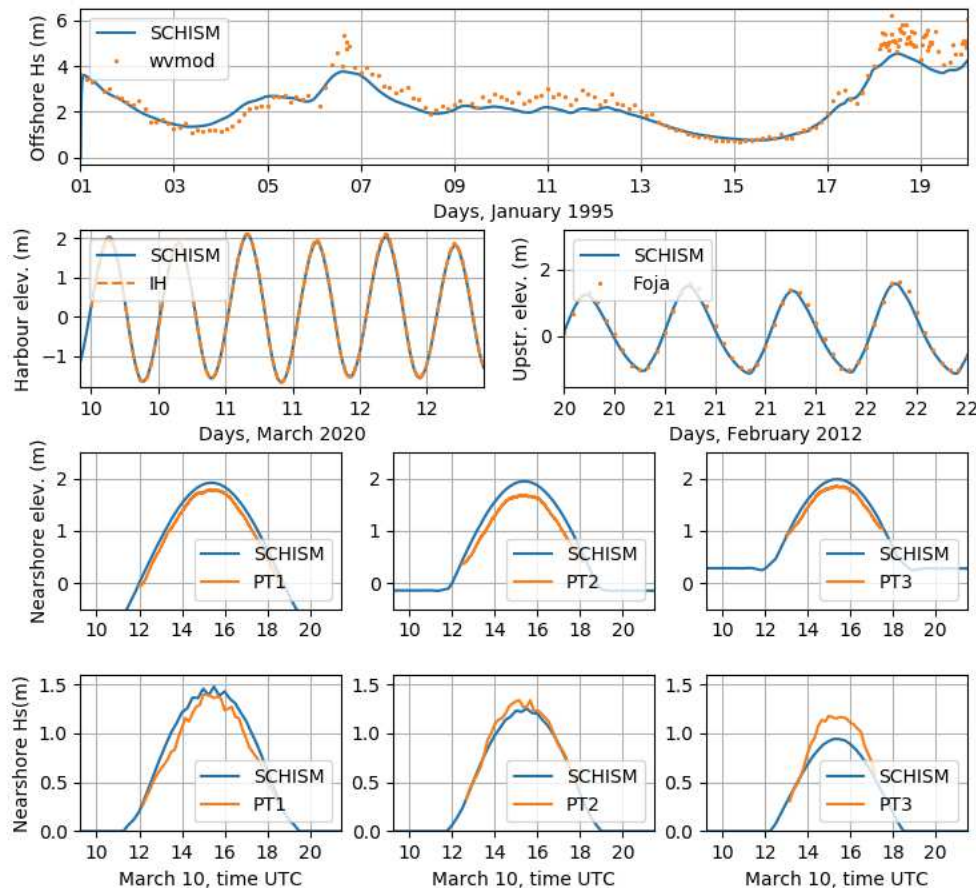 Offshore Hs (m)
6
4
2
0
SCHISM
wvmod
01 03 05 07 09 11 13 15 17 19
Days, January 1995
Harbour elev. (m)
2
1
0
−1
SCHISM
IH
10 10 11 11 12 12
Days, March 2020
Upstr. elev. (m)
2
0
SCHISM
Foja
20 20 21 21 21 21 22 22 22
Days, February 2012
Nearshore elev. (m)
2
1
0
SCHISM
PT1
10 12 14 16 18 20
2
1
0
SCHISM
PT2
10 12 14 16 18 20
2
1
0
SCHISM
PT3
10 12 14 16 18 20
Nearshore Hs(m)
1.5
1.0
0.5
0.0
SCHISM
PT1
10 12 14 16 18 20
March 10, time UTC
1.5
1.0
0.5
0.0
SCHISM
PT2
10 12 14 16 18 20
March 10, time UTC
1.5
1.0
0.5
0.0
SCHISM
PT3
10 12 14 16 18 20
March 10, time UTC